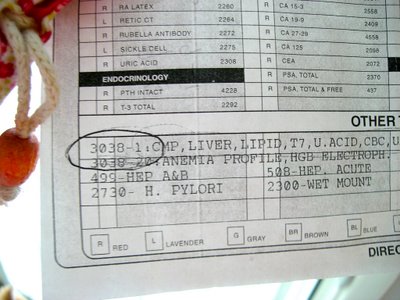 R RA LATEX 2260 R CA 15-3 2558
L RETIC CT 2264 R CA 19-9 2409
R RUBELLA ANTIBODY 2272 R CA 27-29 4558
L SICKLE CELL 2275 R CA 125 2098
R URIC ACID 2308 R CEA 2072
ENDOCRINOLOGY R PSA, TOTAL 2370
R PTH INTACT 4228 R PSA, TOTAL & FREE 437
R T-3 TOTAL 2292
OTHER
3038-1:CMP,LIVER,LIPID,T7,U.ACID,CBC,U
3038-20:ANEMIA PROFILE,HGB ELECTROPH.
499-HEP A&B 508-HEP. ACUTE
2730- H. PYLORI 2300-WET MOUNT
R RED L LAVENDER G GRAY BR BROWN BL BLUE
DIREC